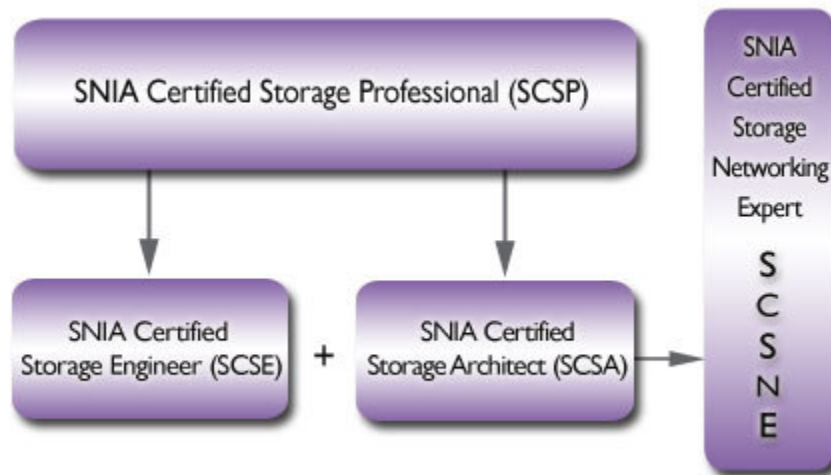 SNIA Certified Storage Professional (SCSP)
SNIA Certified
Storage Engineer (SCSE)
+
SNIA Certified
Storage Architect (SCSA)
SNIA
Certified
Storage
Networking
Expert
S
C
S
N
E